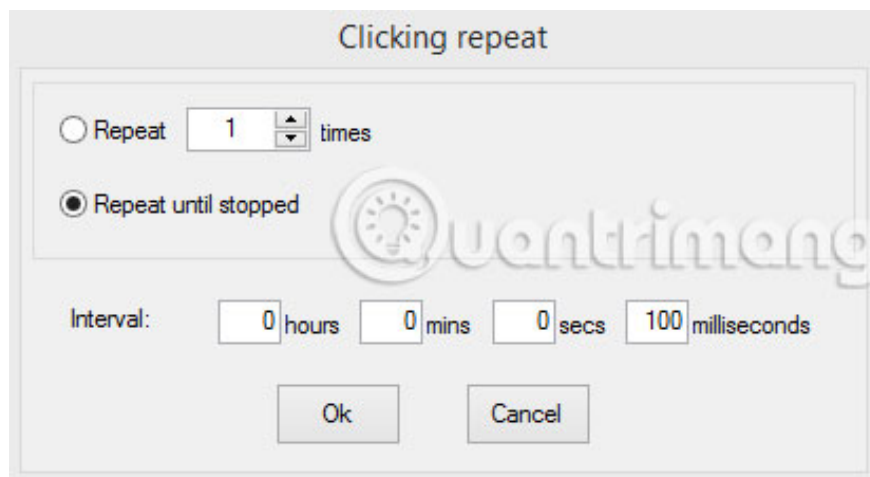 Clicking repeat
Repeat 1 times
Repeat until stopped
Quantrimang
Interval: 0 hours 0 mins 0 secs 100 milliseconds
Ok Cancel